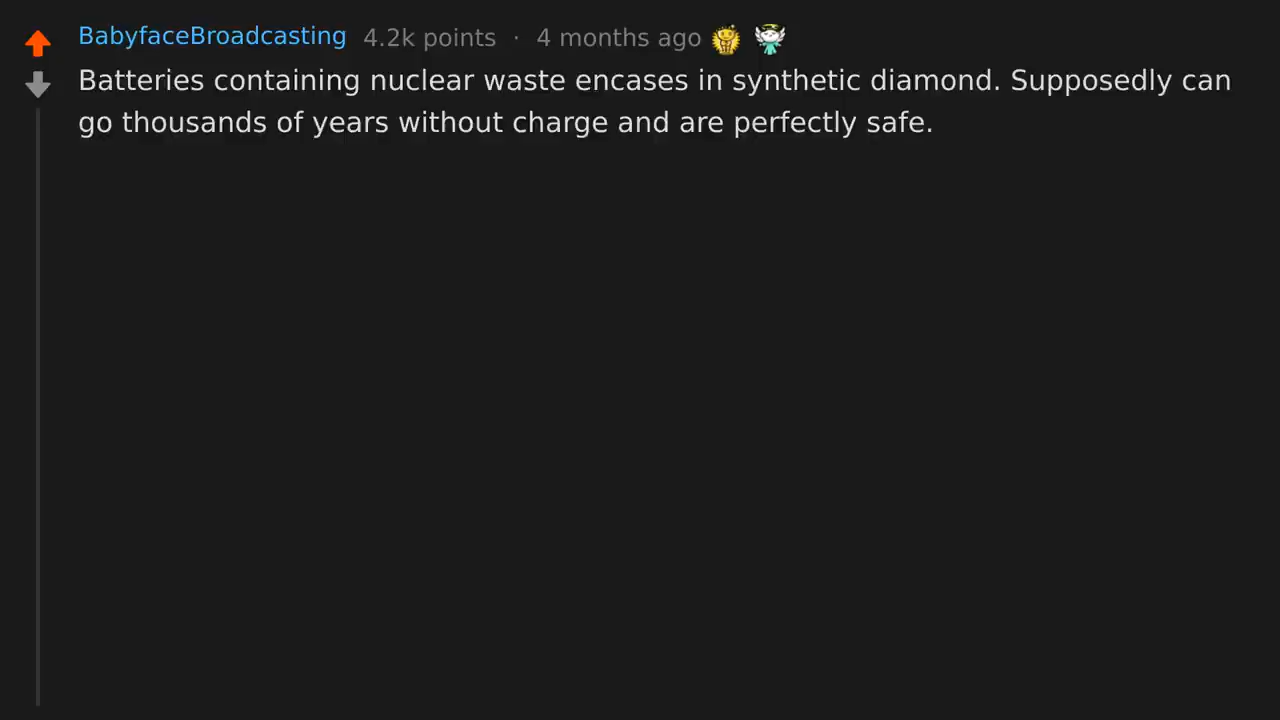 BabyfaceBroadcasting 4.2k points · 4 months ago
Batteries containing nuclear waste encases in synthetic diamond. Supposedly can
go thousands of years without charge and are perfectly safe.